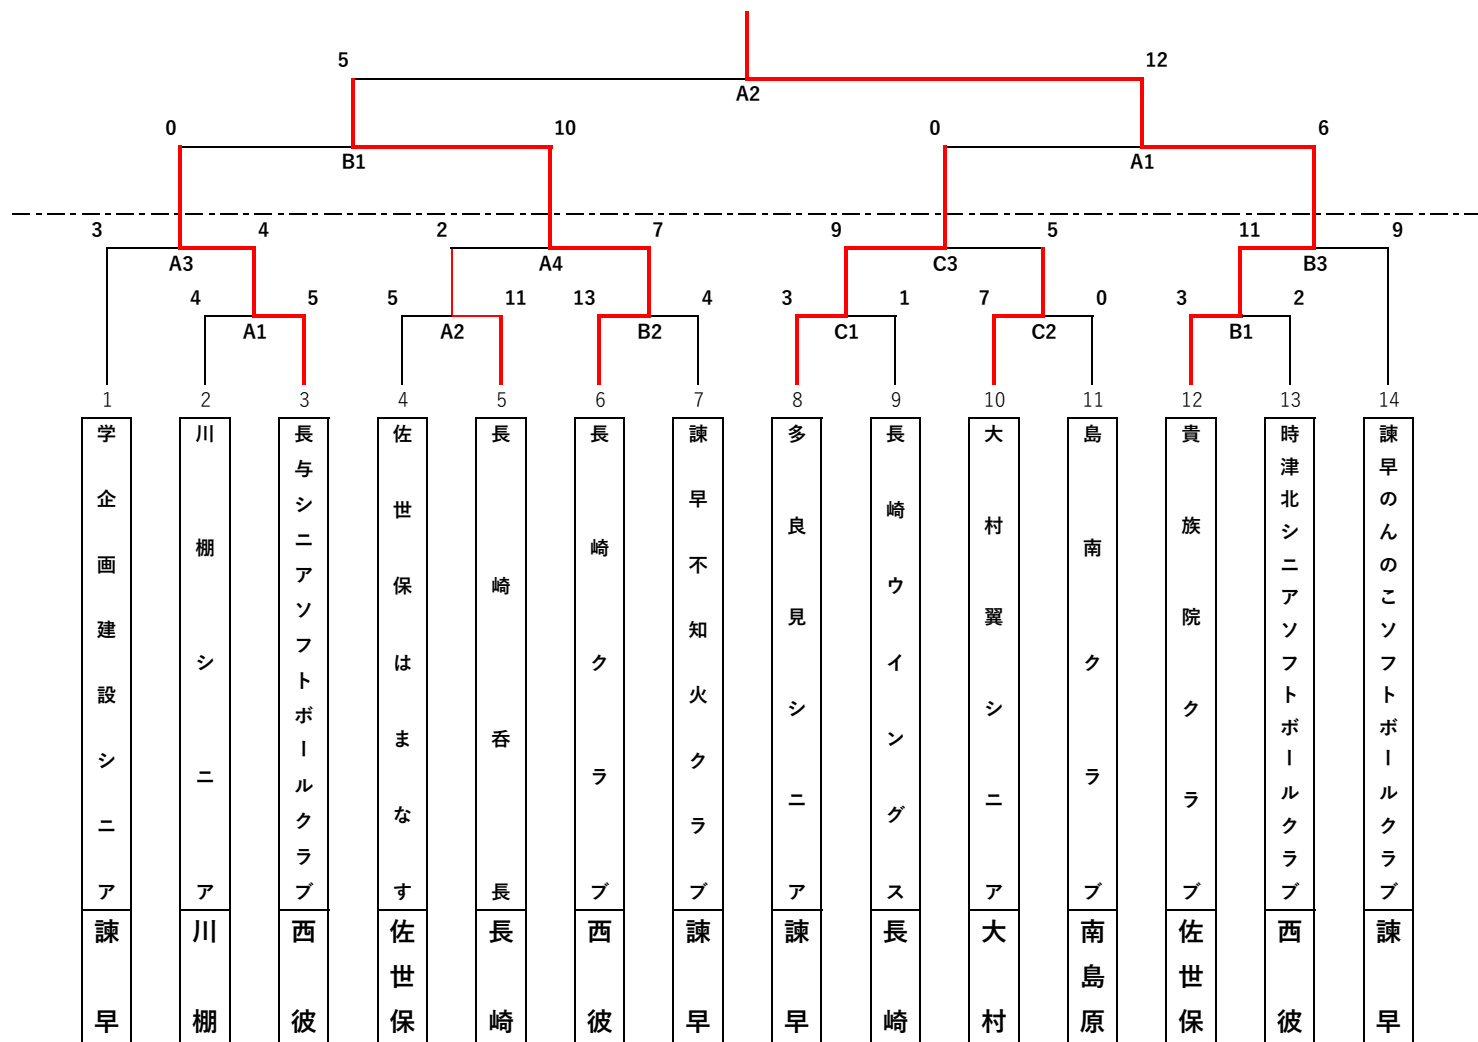 5 12
A2
0 10 0 6
B1 A1
3 4 2 7 9 5 11 9
A3 A4 C3 B3
4 5 5 11 13 4 3 1 7 0 3 2
A1 A2 B2 C1 C2 B1
1 2 3 4 5 6 7 8 9 10 11 12 13 14
学企画建設シニア
川棚シニア
長与シニアソフトボールクラブ
佐世保はまなす
長崎呑長
長崎クラブ
諫早不知火クラブ
多良見シニア
長崎ウインングス
大村翼シニア
島南クラブ
貴族院クラブ
時津北シニアソフトボールクラブ
諫早のんのこソフトボールクラブ
諫早
川棚
西彼
佐世保
長崎
西彼
諫早
諫早
長崎
大村
南島原
佐世保
西彼
諫早